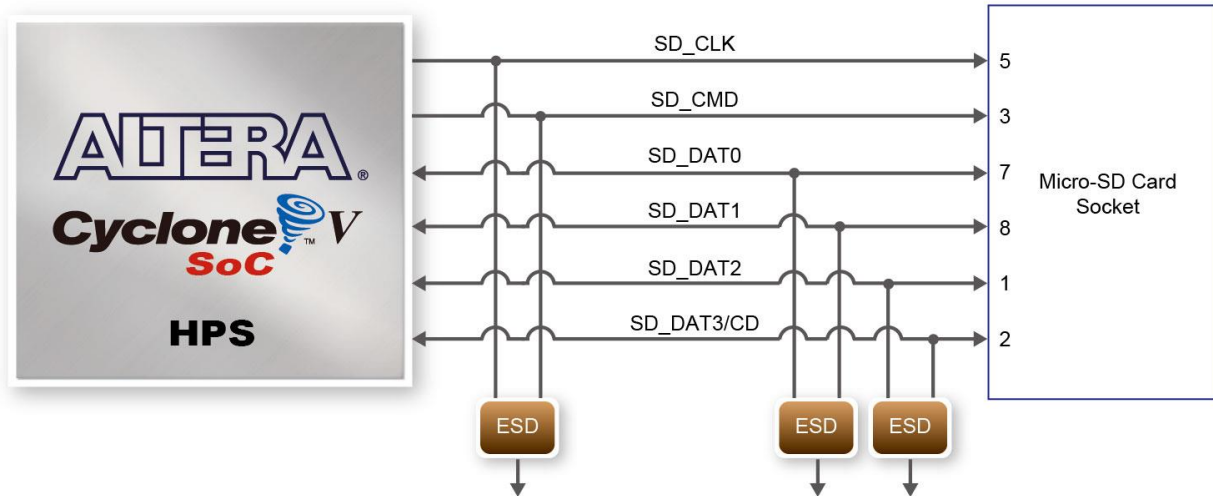 ALTERA®
Cyclone™ V
SoC
HPS
SD_CLK
SD_CMD
SD_DAT0
SD_DAT1
SD_DAT2
SD_DAT3/CD
5
3
7
8
1
2
Micro-SD Card
Socket
ESD
ESD
ESD